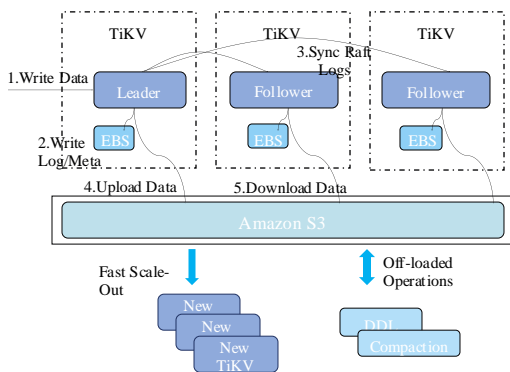 TiKV
TiKV
TiKV
3.Sync Raft
Logs
1.Write Data
Leader
Follower
Follower
2.Write
Log/Meta
EBS
EBS
EBS
4.Upload Data
5.Download Data
Amazon S3
Fast Scale-
Out
Off-loaded
Operations
New
New
New
TiKV
DDL
Compaction